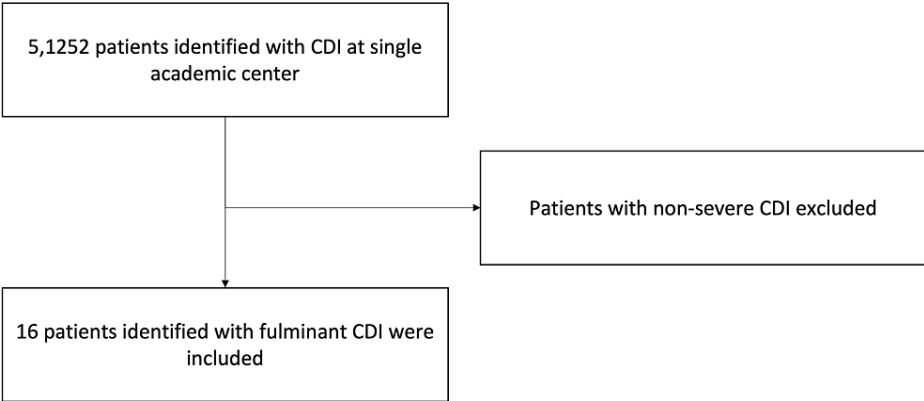 5,1252 patients identified with CDI at single
academic center
Patients with non-severe CDI excluded
16 patients identified with fulminant CDI were
included